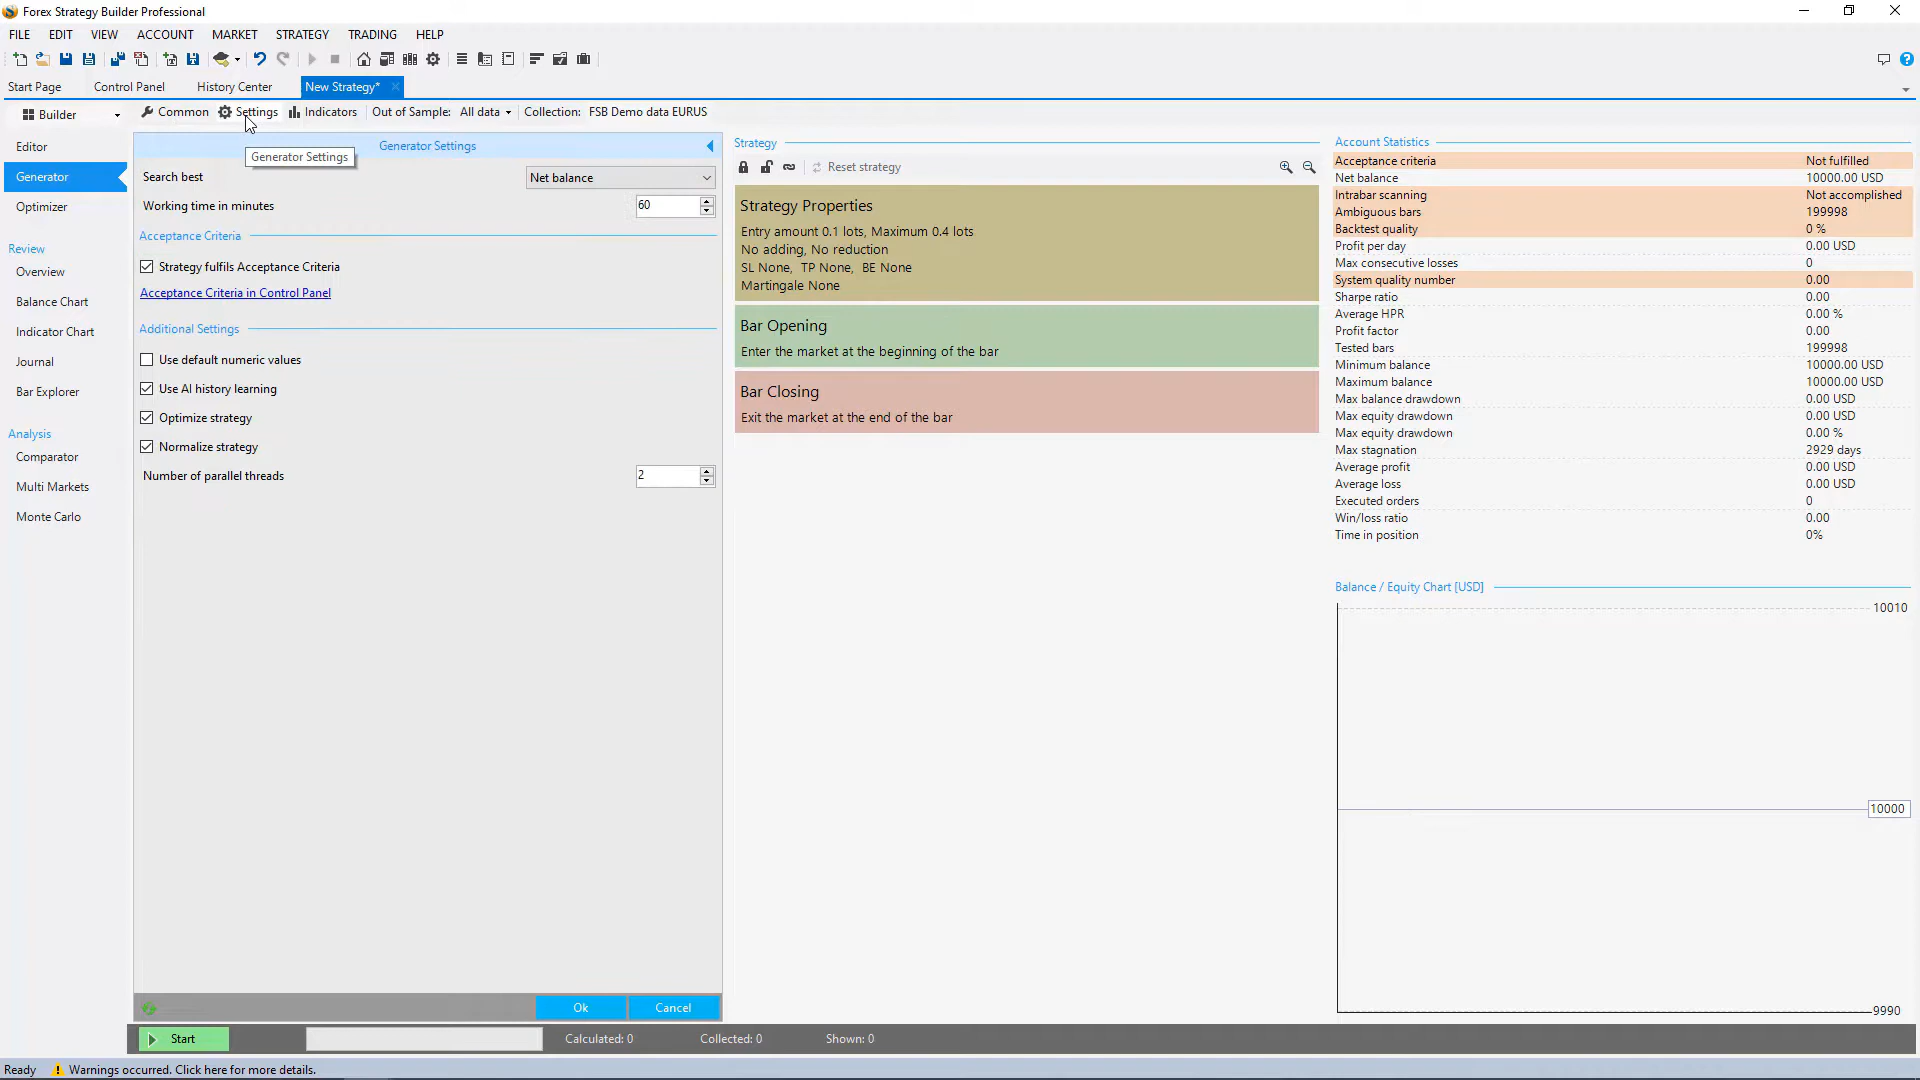 Forex Strategy Builder Professional
FILE EDIT VIEW ACCOUNT MARKET STRATEGY TRADING HELP
Start Page Control Panel History Center New Strategy*
Builder
Common Settings Indicators Out of Sample: All data Collection: FSB Demo data EURUS
Editor
Generator
Optimizer
Review
Overview
Balance Chart
Indicator Chart
Journal
Bar Explorer
Analysis
Comparator
Multi Markets
Monte Carlo
Generator Settings
Generator Settings
Search best Net balance
Working time in minutes 60
Acceptance Criteria
Strategy fulfils Acceptance Criteria
Acceptance Criteria in Control Panel
Additional Settings
Use default numeric values
Use AI history learning
Optimize strategy
Normalize strategy
Number of parallel threads 2
Ok Cancel
Strategy
Reset strategy
Strategy Properties
Entry amount 0.1 lots, Maximum 0.4 lots
No adding, No reduction
SL None, TP None, BE None
Martingale None
Bar Opening
Enter the market at the beginning of the bar
Bar Closing
Exit the market at the end of the bar
Account Statistics
Acceptance criteria Not fulfilled
Net balance 10000.00 USD
Intrabar scanning Not accomplished
Ambiguous bars 199998
Backtest quality 0 %
Profit per day 0.00 USD
Max consecutive losses 0
System quality number 0.00
Sharpe ratio 0.00
Average HPR 0.00 %
Profit factor 0.00
Tested bars 199998
Minimum balance 10000.00 USD
Maximum balance 10000.00 USD
Max balance drawdown 0.00 USD
Max equity drawdown 0.00 USD
Max equity drawdown 0.00 %
Max stagnation 2929 days
Average profit 0.00 USD
Average loss 0.00 USD
Executed orders 0
Win/loss ratio 0.00
Time in position 0%
Balance / Equity Chart [USD]
10010
10000
9990
Start Calculated: 0 Collected: 0 Shown: 0
Ready Warnings occurred. Click here for more details.